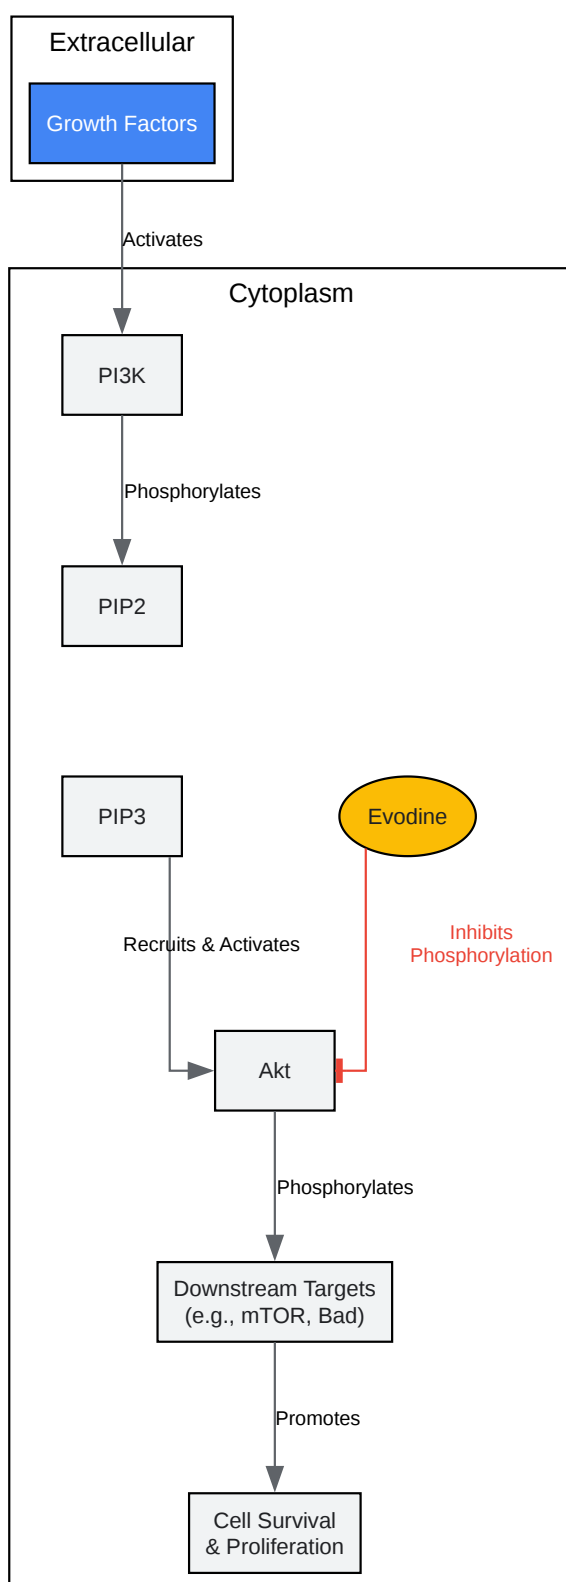 Extracellular
Growth Factors
Activates
Cytoplasm
PI3K
Phosphorylates
PIP2
PIP3
Evodine
Recruits & Activates
Inhibits
Phosphorylation
Akt
Phosphorylates
Downstream Targets
(e.g., mTOR, Bad)
Promotes
Cell Survival
& Proliferation